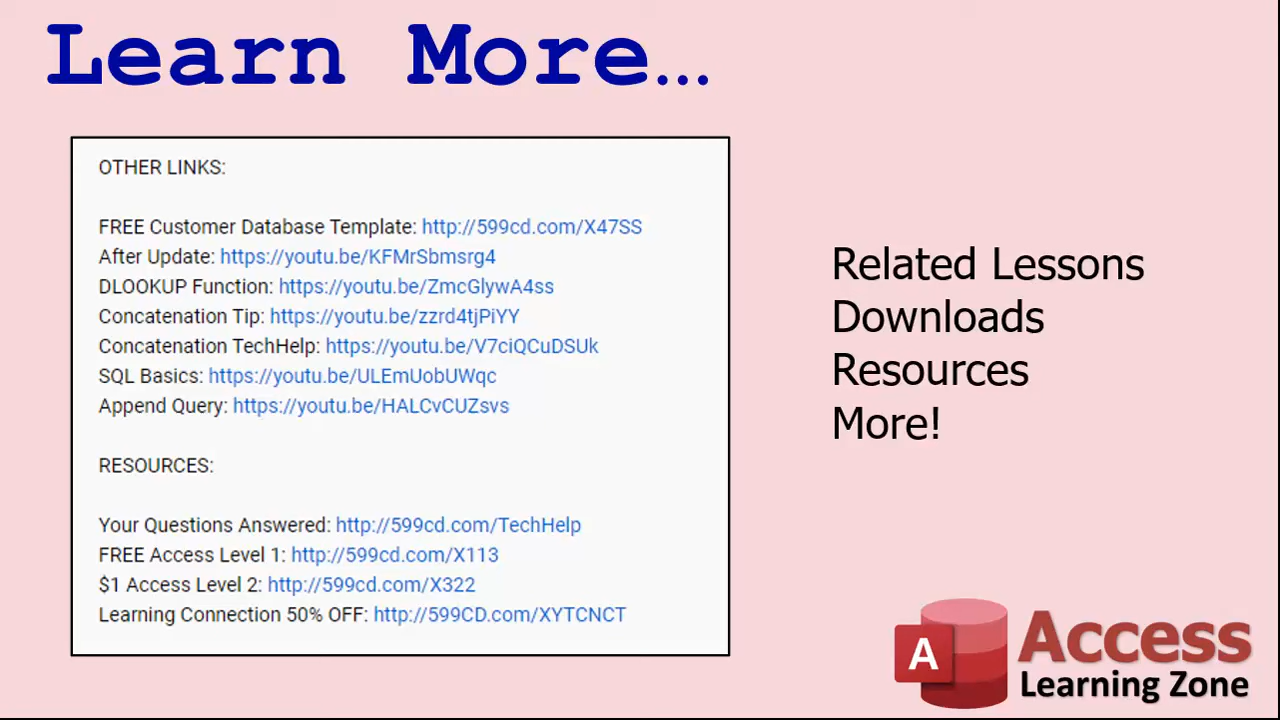 Learn More...
OTHER LINKS:
FREE Customer Database Template: http://599cd.com/X47SS
After Update: https://youtu.be/KFMrSbmsrg4
DLOOKUP Function: https://youtu.be/ZmcGlywA4ss
Concatenation Tip: https://youtu.be/zzrd4tjPiYY
Concatenation TechHelp: https://youtu.be/V7ciQCuDSUk
SQL Basics: https://youtu.be/ULEmUobUWqc
Append Query: https://youtu.be/HALCvCUZsvs
RESOURCES:
Your Questions Answered: http://599cd.com/TechHelp
FREE Access Level 1: http://599cd.com/X113
$1 Access Level 2: http://599cd.com/X322
Learning Connection 50% OFF: http://599CD.com/XYTCNCT
Related Lessons
Downloads
Resources
More!
A
Access
Learning Zone